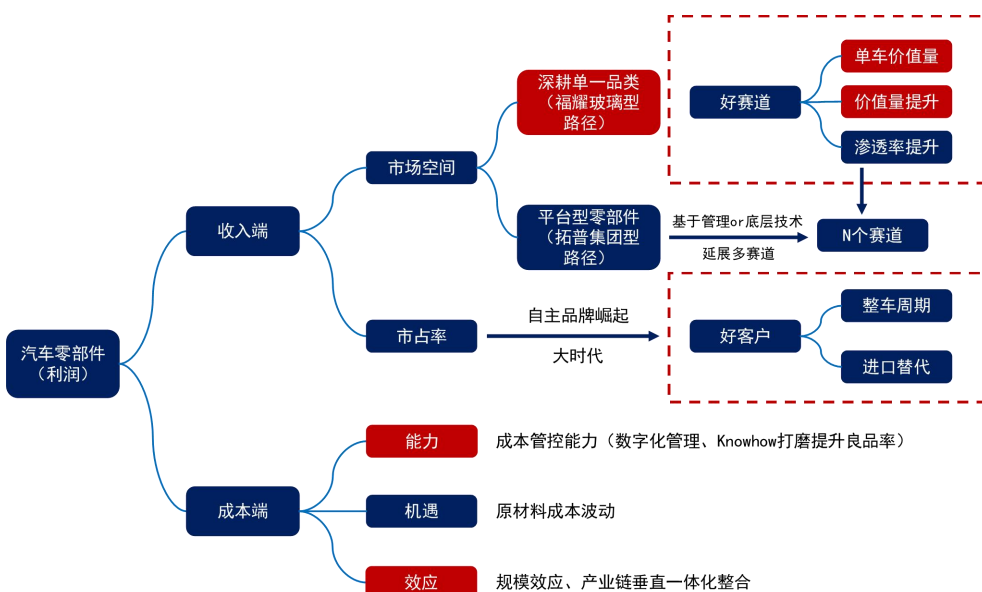 汽车零部件
（利润）
收入端
成本端
市场空间
市占率
深耕单一品类
（福耀玻璃型
路径）
平台型零部件
（拓普集团型
路径）
好赛道
单车价值量
价值量提升
渗透率提升
基于管理or底层技术
延展多赛道
N个赛道
自主品牌崛起
大时代
好客户
整车周期
进口替代
能力
成本管控能力（数字化管理、Knowhow打磨提升良品率）
机遇
原材料成本波动
效应
规模效应、产业链垂直一体化整合